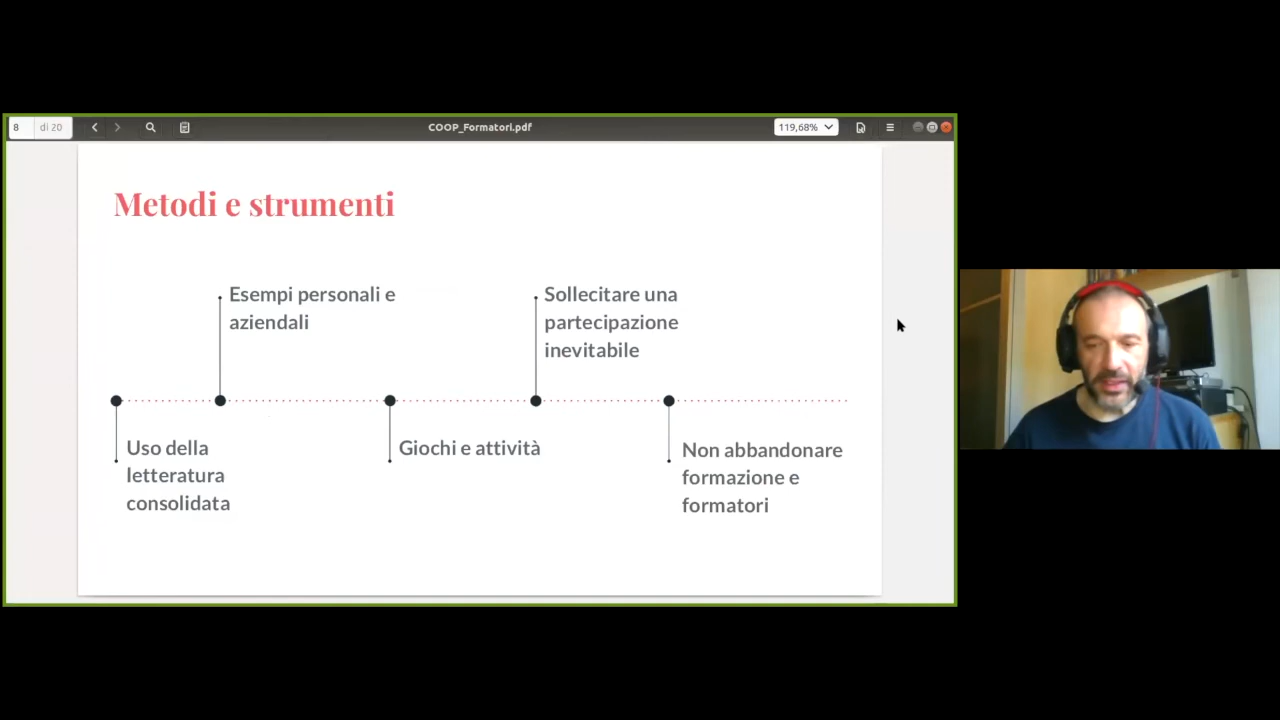 8 di 20
COOP_Formatori.pdf
119,68%
Metodi e strumenti
Esempi personali e
aziendali
Sollecitare una
partecipazione
inevitabile
Uso della
letteratura
consolidata
Giochi e attività
Non abbandonare
formazione e
formatori